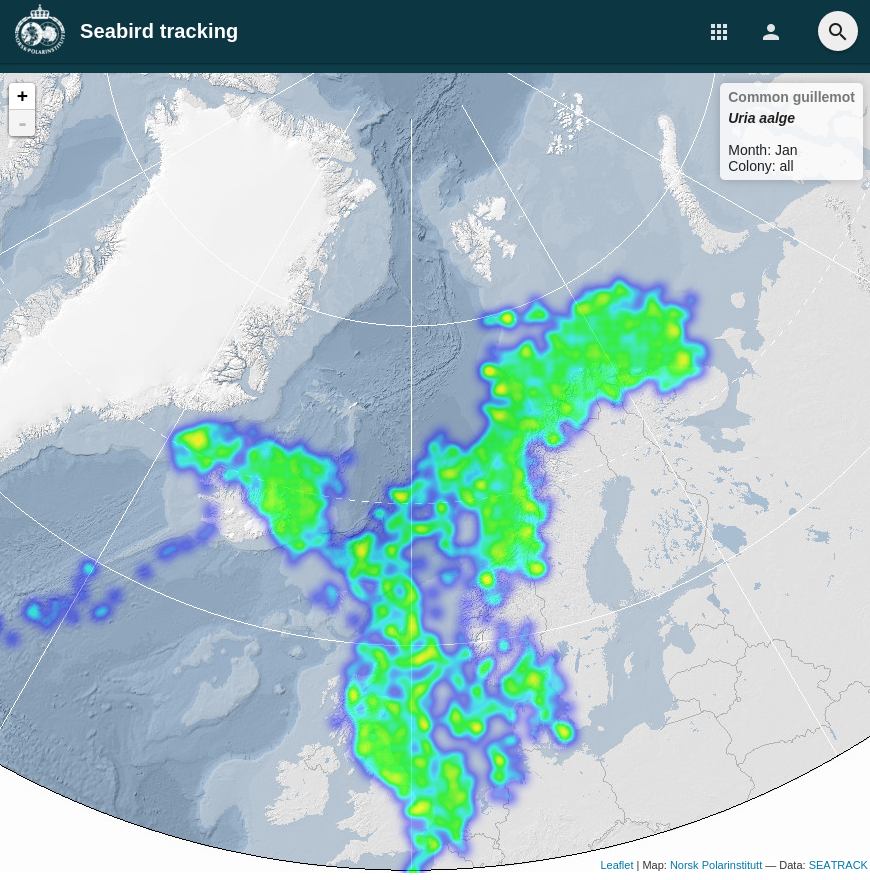 Seabird tracking
+
-
Common guillemot
Uria aalge
Month: Jan
Colony: all
Leaflet | Map: Norsk Polarinstitutt — Data: SEATRACK